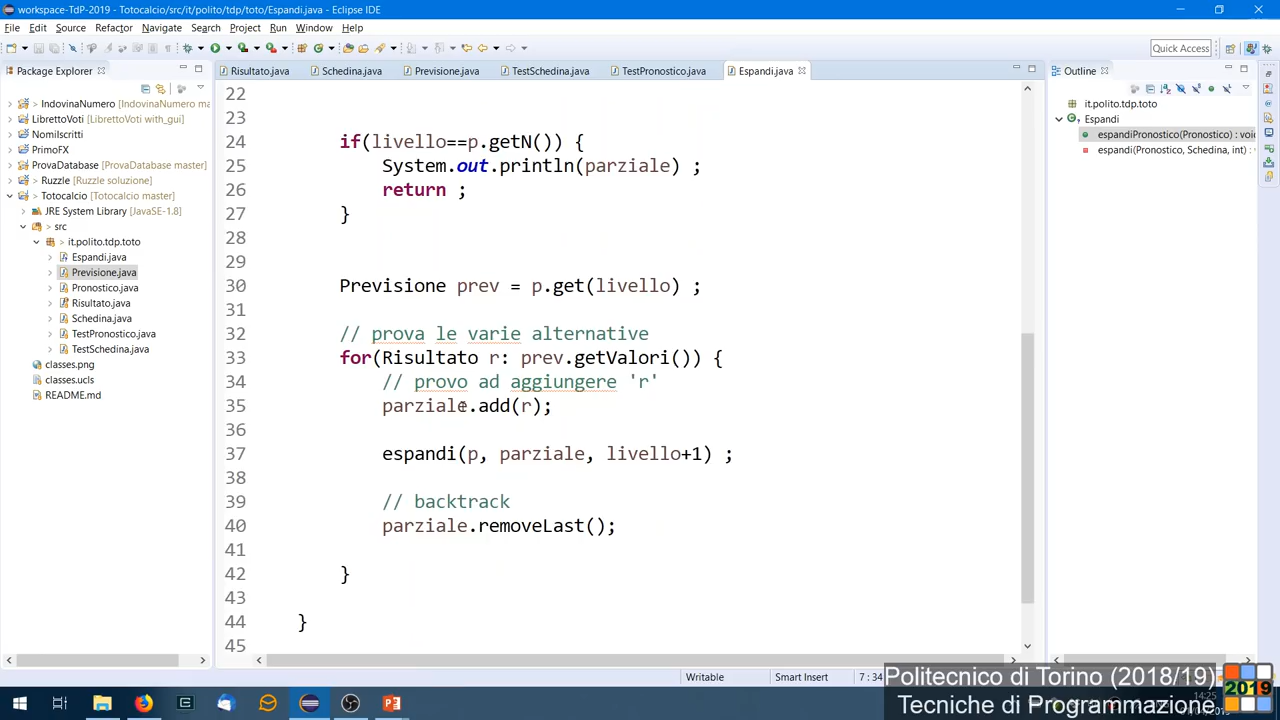 workspace-TdP-2019 - Totocalcio/src/it/polito/tdp/toto/Espandi.java - Eclipse IDE
File Edit Source Refactor Navigate Search Project Run Window Help
Quick Access
Package Explorer
Risultato.java
Schedina.java
Previsione.java
TestSchedina.java
TestPronostico.java
Espandi.java
Outline
> IndovinaNumero [IndovinaNumero ma
LibrettoVoti [LibrettoVoti with_gui]
NomiIscritti
PrimoFX
ProvaDatabase [ProvaDatabase master]
> Ruzzle [Ruzzle soluzione]
> Totocalcio [Totocalcio master]
JRE System Library [JavaSE-1.8]
> src
> it.polito.tdp.toto
Espandi.java
Previsione.java
Pronostico.java
Risultato.java
Schedina.java
TestPronostico.java
TestSchedina.java
classes.png
classes.ucls
README.md
22
23
24 if(livello==p.getN()) {
25 System.out.println(parziale) ;
26 return ;
27 }
28
29
30 Previsione prev = p.get(livello) ;
31
32 // prova le varie alternative
33 for(Risultato r: prev.getValori()) {
34 // provo ad aggiungere 'r'
35 parziale.add(r);
36
37 espandi(p, parziale, livello+1) ;
38
39 // backtrack
40 parziale.removeLast();
41
42 }
43
44 }
45
it.polito.tdp.toto
Espandi
espandiPronostico(Pronostico) : voi
espandi(Pronostico, Schedina, int) :
Writable
Smart Insert
7 : 34
Politecnico di Torino (2018/19)
Tecniche di Programmazione
2019
14:25